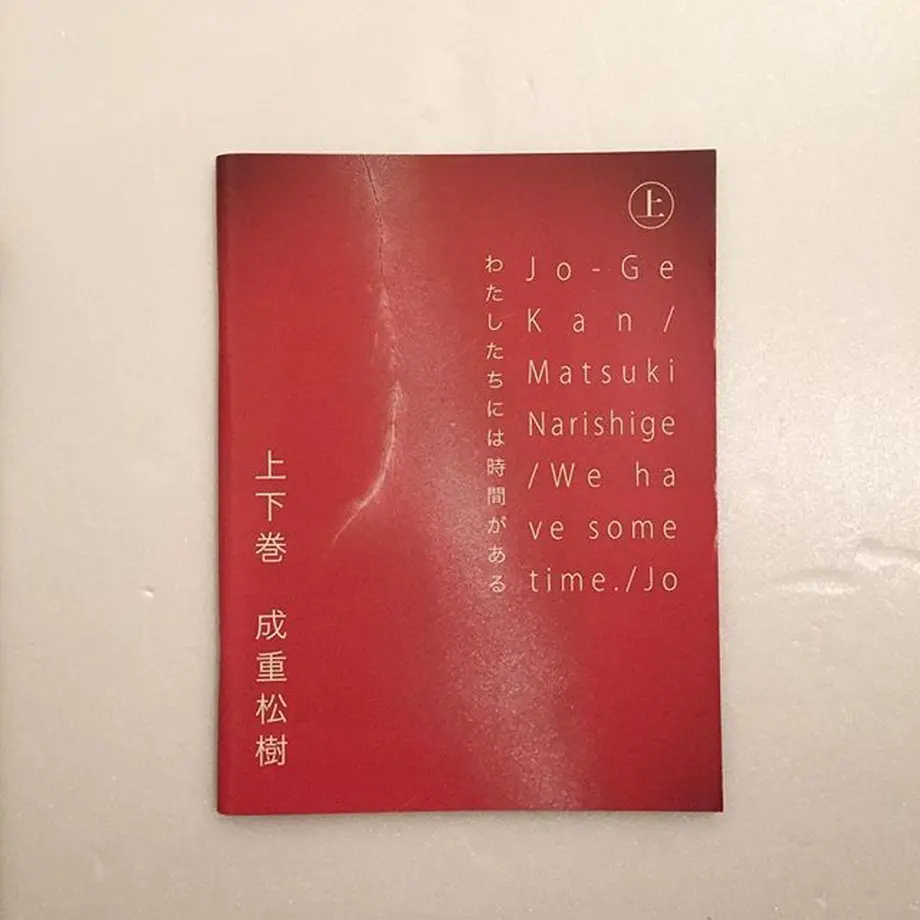 上
Jo-Ge
Kan/
Matsuki
Narishige
/We ha
ve some
time./Jo
わたしたちには時間がある
上下巻 成重松樹